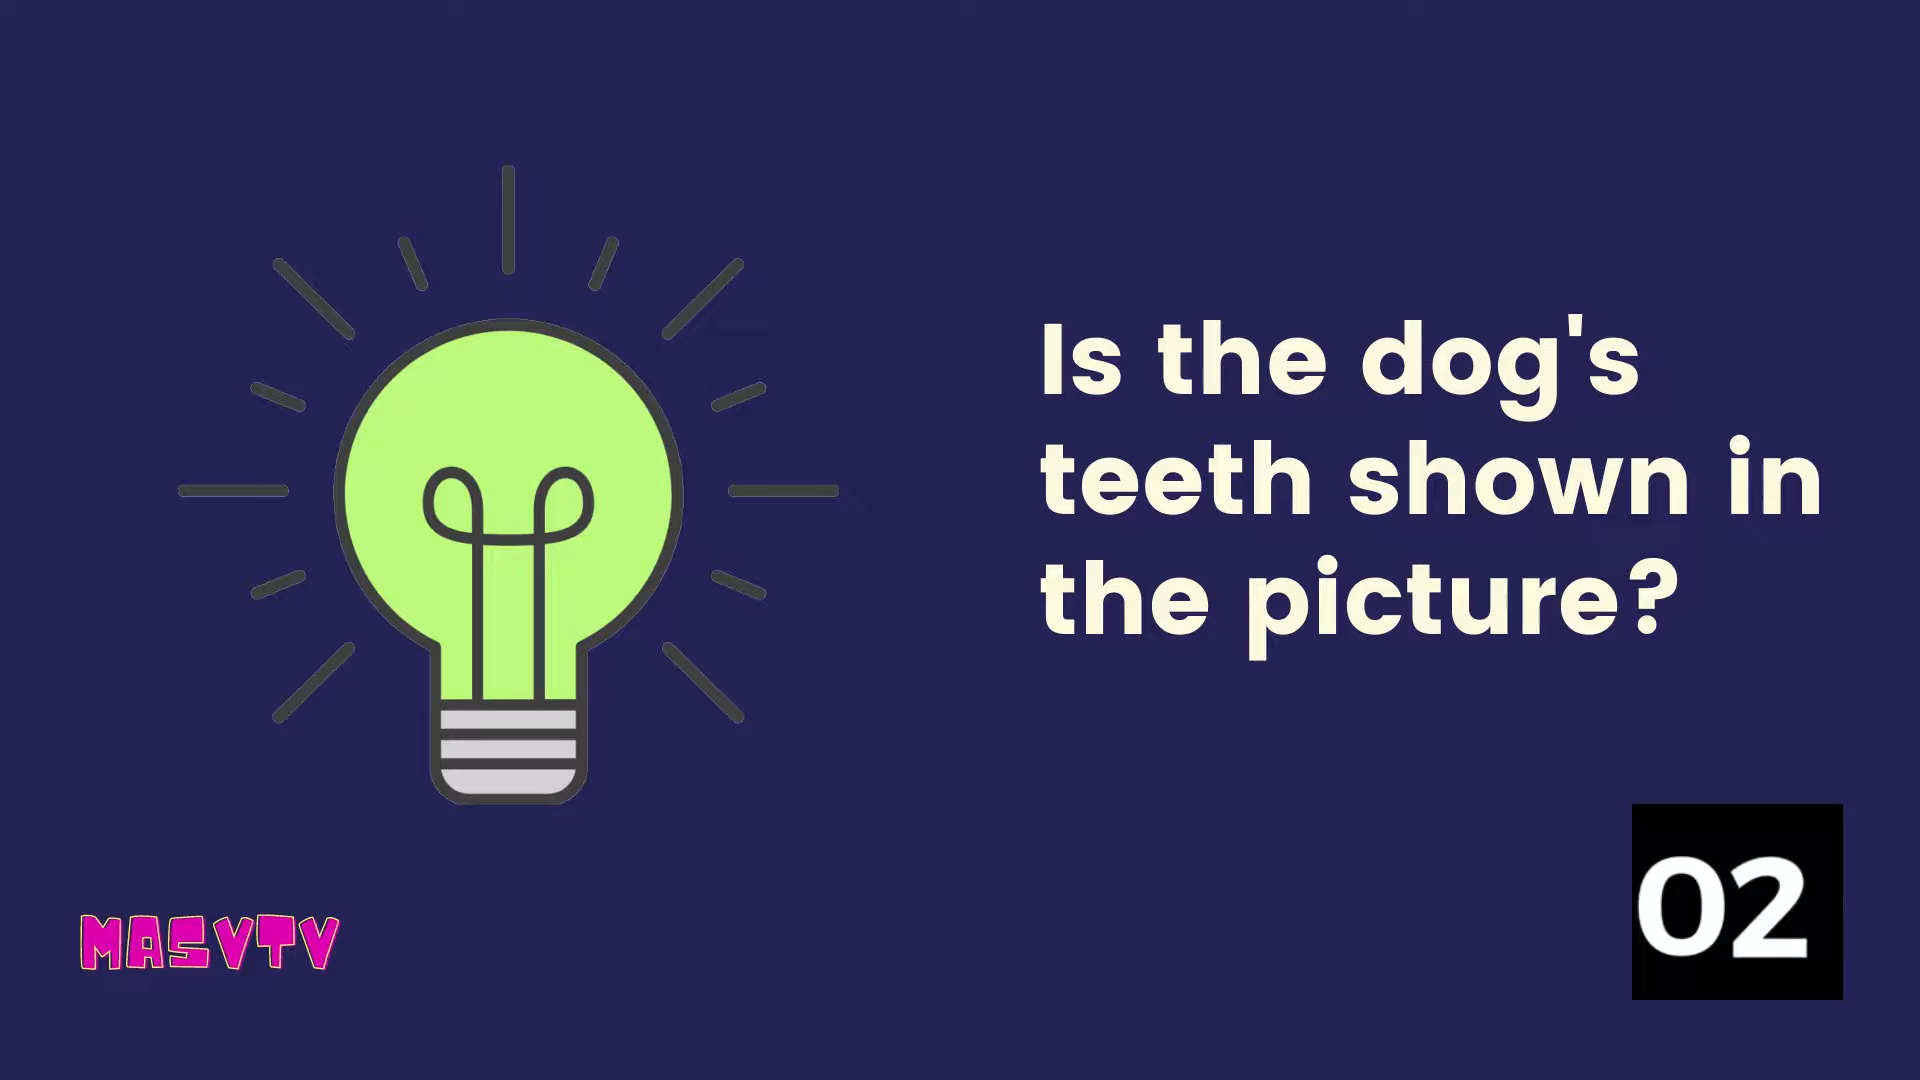 Is the dog's
teeth shown in
the picture?
02
MASVTV